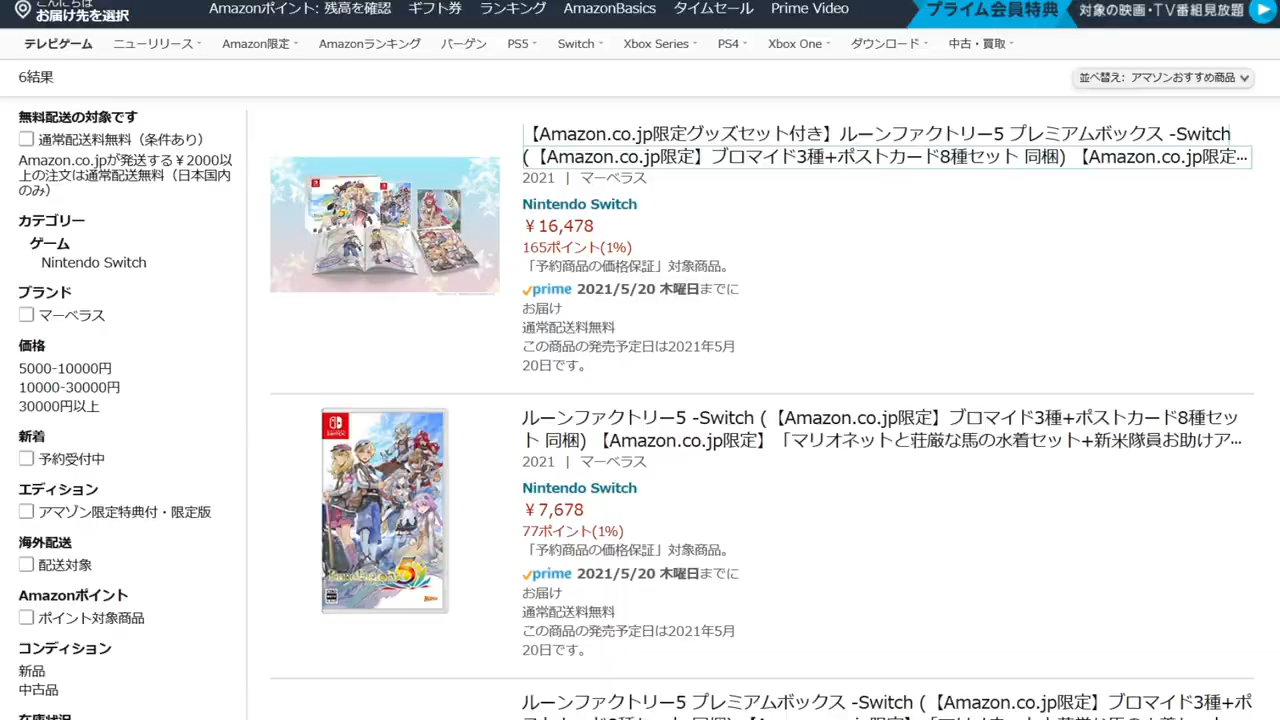 こんにちは
お届け先を選択
Amazonポイント: 残高を確認 ギフト券 ランキング AmazonBasics タイムセール Prime Video
プライム会員特典
対象の映画・TV番組見放題
テレビゲーム ニューリリース Amazon限定 Amazonランキング バーゲン PS5 Switch Xbox Series PS4 Xbox One ダウンロード 中古・買取
6結果
並べ替え: アマゾンおすすめ商品
無料配送の対象です
通常配送料無料（条件あり）
Amazon.co.jpが発送する￥2000以
上の注文は通常配送無料（日本国内
のみ）
カテゴリー
ゲーム
Nintendo Switch
ブランド
マーベラス
価格
5000-10000円
10000-30000円
30000円以上
新着
予約受付中
エディション
アマゾン限定特典付・限定版
海外配送
配送対象
Amazonポイント
ポイント対象商品
コンディション
新品
中古品
在庫状況
【Amazon.co.jp限定グッズセット付き】ルーンファクトリー5 プレミアムボックス -Switch
(【Amazon.co.jp限定】ブロマイド3種+ポストカード8種セット 同梱) 【Amazon.co.jp限定...
2021 | マーベラス
Nintendo Switch
￥16,478
165ポイント(1%)
「予約商品の価格保証」対象商品。
prime 2021/5/20 木曜日までに
お届け
通常配送料無料
この商品の発売予定日は2021年5月
20日です。
ルーンファクトリー5 -Switch (【Amazon.co.jp限定】ブロマイド3種+ポストカード8種セッ
ト 同梱) 【Amazon.co.jp限定】「マリオネットと荘厳な馬の水着セット+新米隊員お助けア...
2021 | マーベラス
Nintendo Switch
￥7,678
77ポイント(1%)
「予約商品の価格保証」対象商品。
prime 2021/5/20 木曜日までに
お届け
通常配送料無料
この商品の発売予定日は2021年5月
20日です。
ルーンファクトリー5 プレミアムボックス -Switch (【Amazon.co.jp限定】ブロマイド3種+ポ